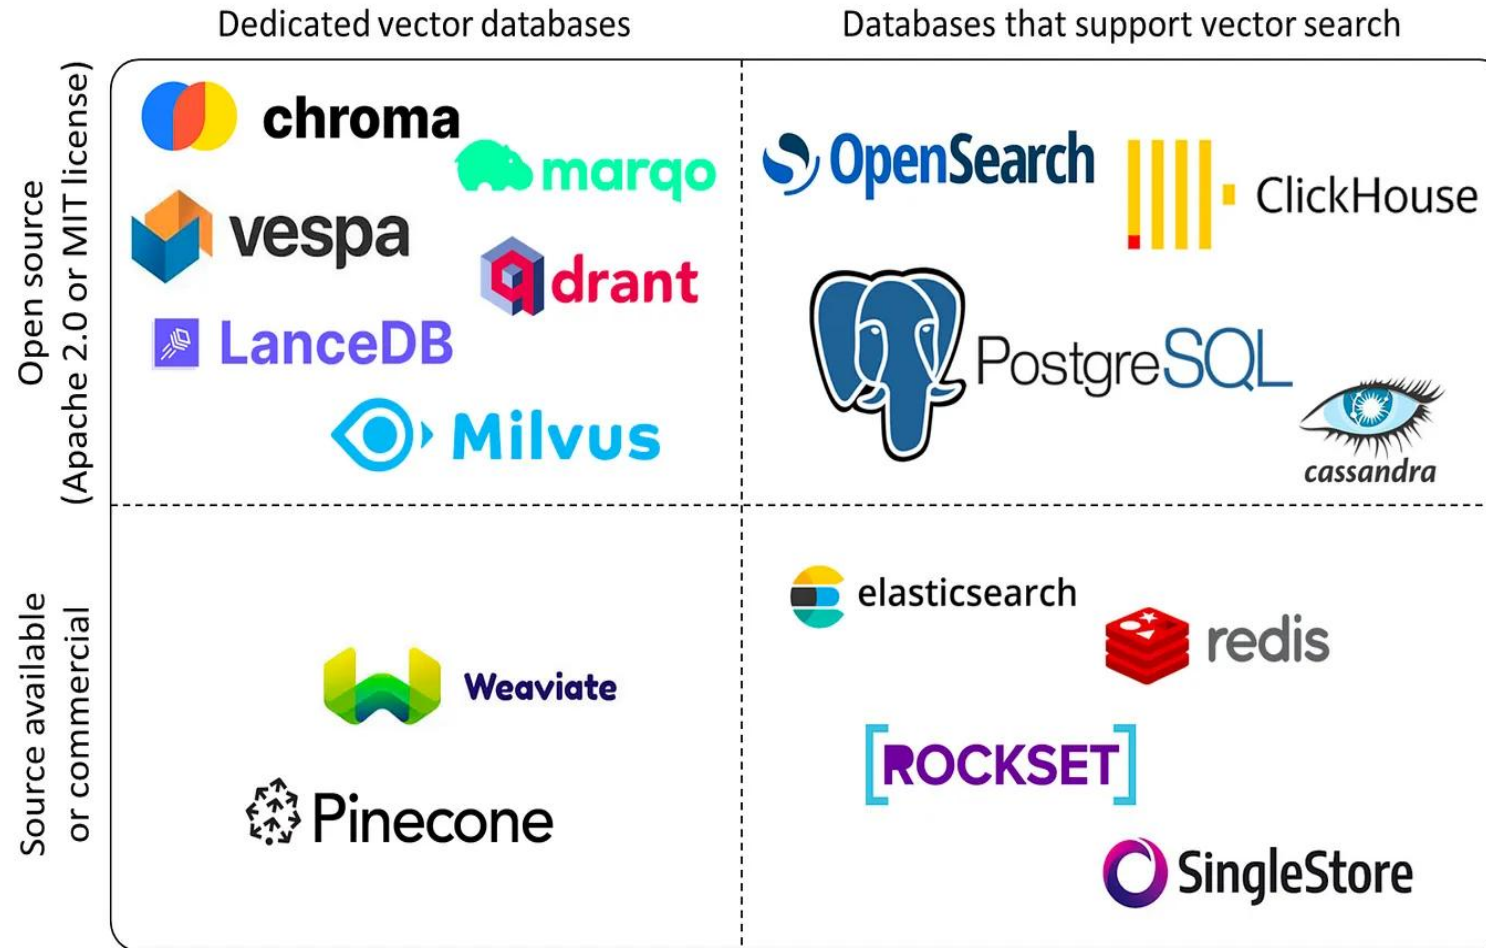 Dedicated vector databases
Databases that support vector search
Open source
(Apache 2.0 or MIT license)
chroma
marqo
vespa
qdrant
LanceDB
Milvus
OpenSearch
ClickHouse
PostgreSQL
cassandra
Source available
or commercial
Weaviate
Pinecone
elasticsearch
redis
[ROCKSET]
SingleStore